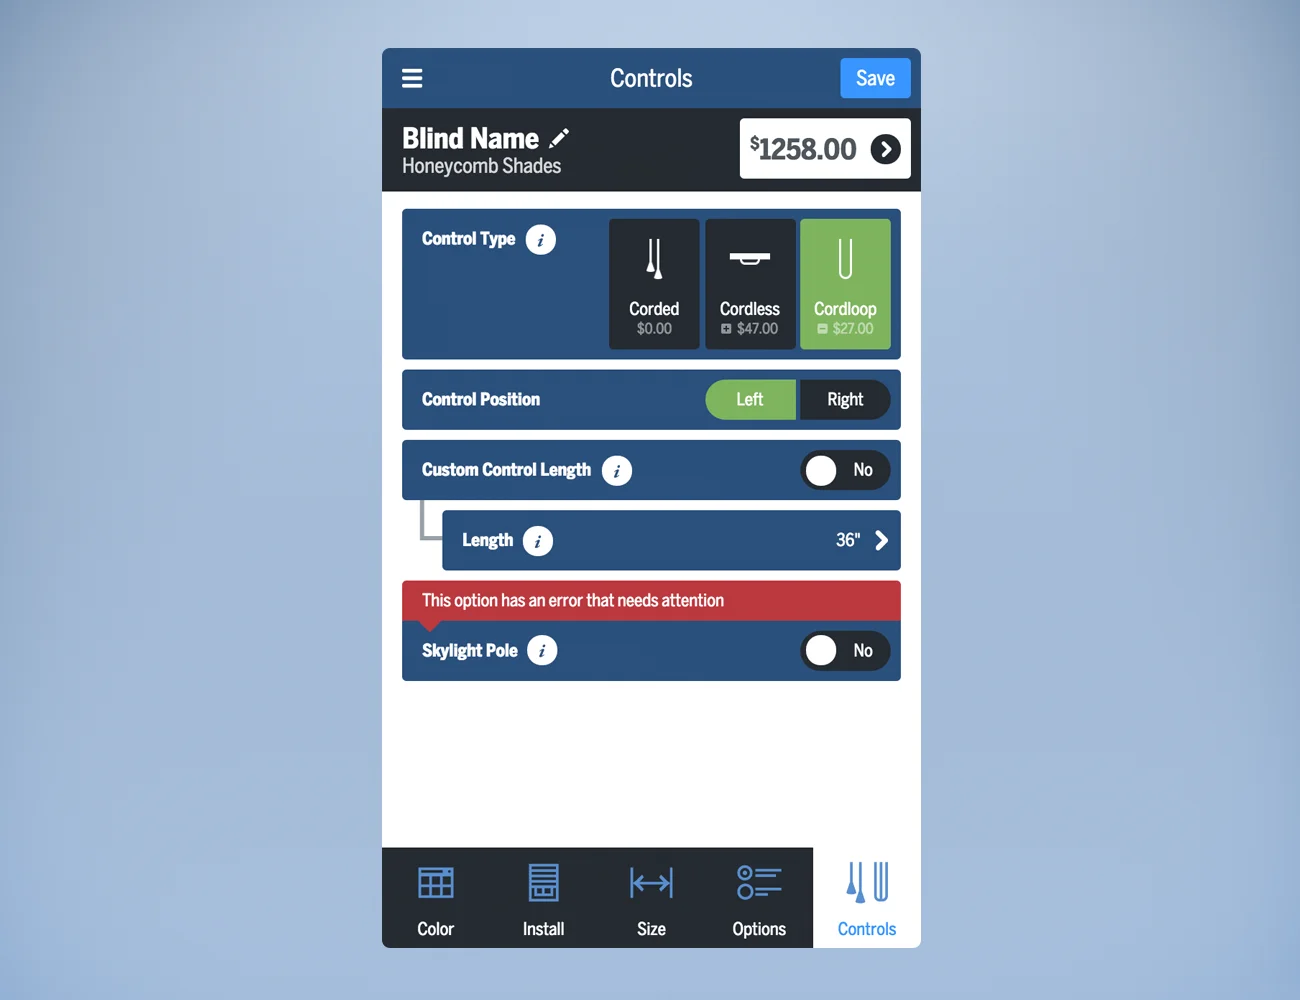 Controls
Save
Blind Name
Honeycomb Shades
$1258.00
Control Type i
Corded
$0.00
Cordless
+ $47.00
Cordloop
- $27.00
Control Position
Left
Right
Custom Control Length i
No
Length i
36"
This option has an error that needs attention
Skylight Pole i
No
Color
Install
Size
Options
Controls